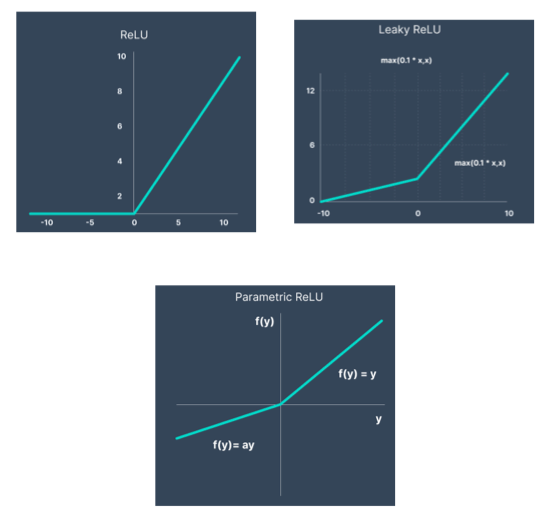 ReLU
10
8
6
4
2
-10 -5 0 5 10
Leaky ReLU
max(0.1 * x,x)
12
6
max(0.1 * x,x)
0
-10 0 10
Parametric ReLU
f(y)
f(y) = y
y
f(y)= ay